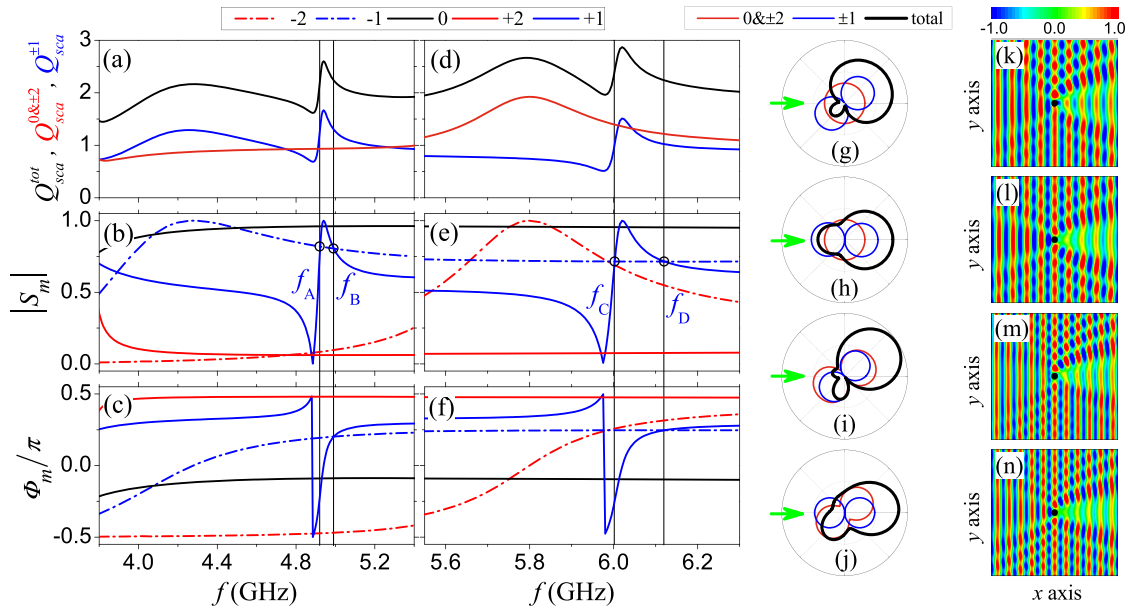 -2 -1 0 +2 +1
0&±2 ±1 total
-1.0 1.0
Q_sca^tot, Q_sca^0&±2, Q_sca^±1
3
2
1
0
(a)
(d)
(g)
(k)
y axis
|S_m|
1.0
0.5
0.0
(b)
f_A
f_B
(e)
f_C
f_D
(h)
(l)
y axis
(i)
(m)
y axis
Φ_m/π
0.5
0.0
-0.5
(c)
(f)
(j)
(n)
y axis
4.0 4.4 4.8 5.2 5.6 5.8 6.0 6.2
f (GHz) f (GHz) x axis